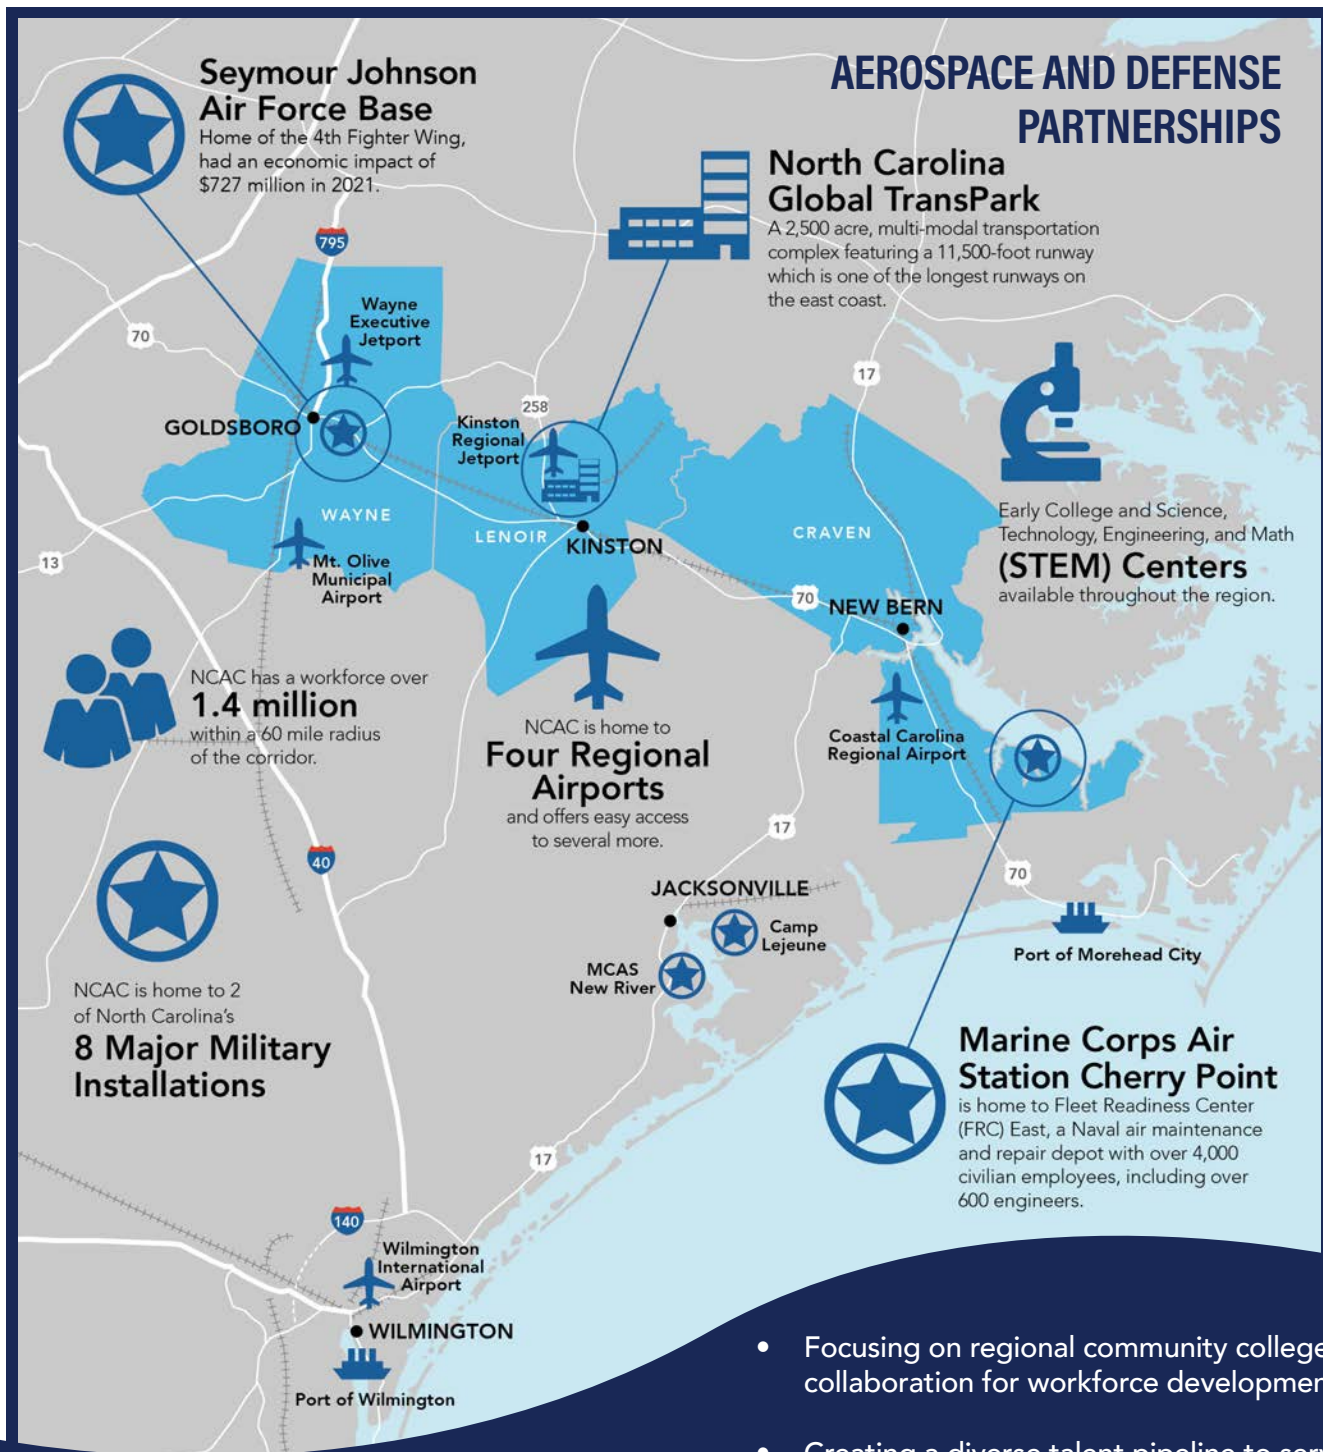 AEROSPACE AND DEFENSE
PARTNERSHIPS
Seymour Johnson
Air Force Base
Home of the 4th Fighter Wing,
had an economic impact of
$727 million in 2021.
North Carolina
Global TransPark
A 2,500 acre, multi-modal transportation
complex featuring a 11,500-foot runway
which is one of the longest runways on
the east coast.
795
Wayne
Executive
Jetport
70
17
258
GOLDSBORO
Kinston
Regional
Jetport
WAYNE
LENOIR
KINSTON
CRAVEN
Early College and Science,
Technology, Engineering, and Math
(STEM) Centers
available throughout the region.
13
Mt. Olive
Municipal
Airport
70
NEW BERN
NCAC has a workforce over
1.4 million
within a 60 mile radius
of the corridor.
NCAC is home to
Four Regional
Airports
and offers easy access
to several more.
Coastal Carolina
Regional Airport
17
40
70
JACKSONVILLE
Camp
Lejeune
MCAS
New River
Port of Morehead City
NCAC is home to 2
of North Carolina's
8 Major Military
Installations
Marine Corps Air
Station Cherry Point
is home to Fleet Readiness Center
(FRC) East, a Naval air maintenance
and repair depot with over 4,000
civilian employees, including over
600 engineers.
17
140
Wilmington
International
Airport
WILMINGTON
Port of Wilmington
• Focusing on regional community college
collaboration for workforce developmen
• Creating a diverse talent pipeline to